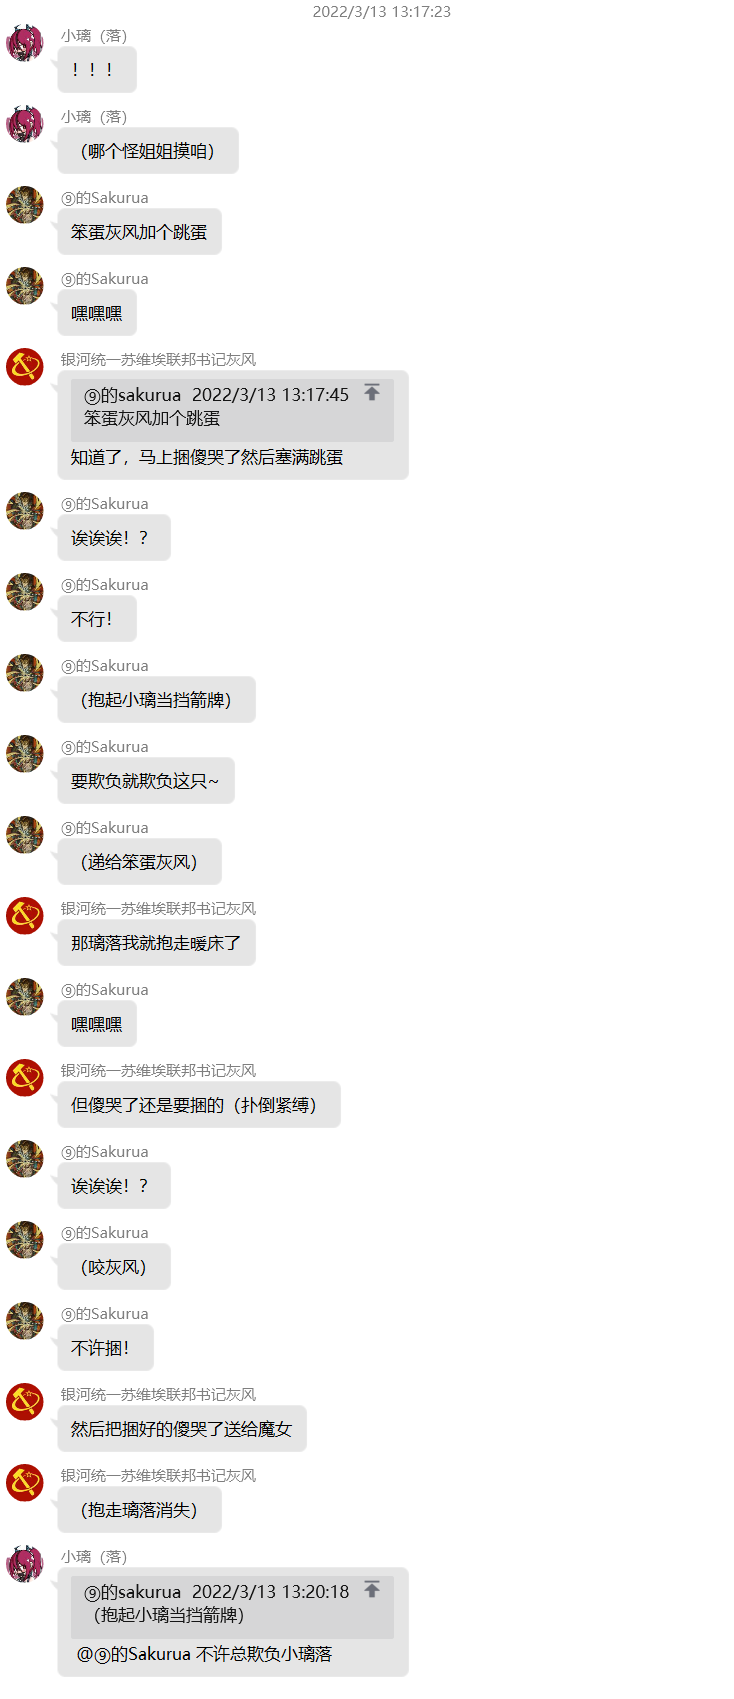 2022/3/13 13:17:23
小璃（落）
！！！
小璃（落）
（哪个怪姐姐摸咱）
⑨的Sakurua
笨蛋灰风加个跳蛋
⑨的Sakurua
嘿嘿嘿
银河统一苏维埃联邦书记灰风
⑨的sakurua 2022/3/13 13:17:45
笨蛋灰风加个跳蛋
知道了，马上捆傻哭了然后塞满跳蛋
⑨的Sakurua
诶诶诶！？
⑨的Sakurua
不行！
⑨的Sakurua
（抱起小璃当挡箭牌）
⑨的Sakurua
要欺负就欺负这只~
⑨的Sakurua
（递给笨蛋灰风）
银河统一苏维埃联邦书记灰风
那璃落我就抱走暖床了
⑨的Sakurua
嘿嘿嘿
银河统一苏维埃联邦书记灰风
但傻哭了还是要捆的（扑倒紧缚）
⑨的Sakurua
诶诶诶！？
⑨的Sakurua
（咬灰风）
⑨的Sakurua
不许捆！
银河统一苏维埃联邦书记灰风
然后把捆好的傻哭了送给魔女
银河统一苏维埃联邦书记灰风
（抱走璃落消失）
小璃（落）
⑨的sakurua 2022/3/13 13:20:18
（抱起小璃当挡箭牌）
@⑨的Sakurua 不许总欺负小璃落